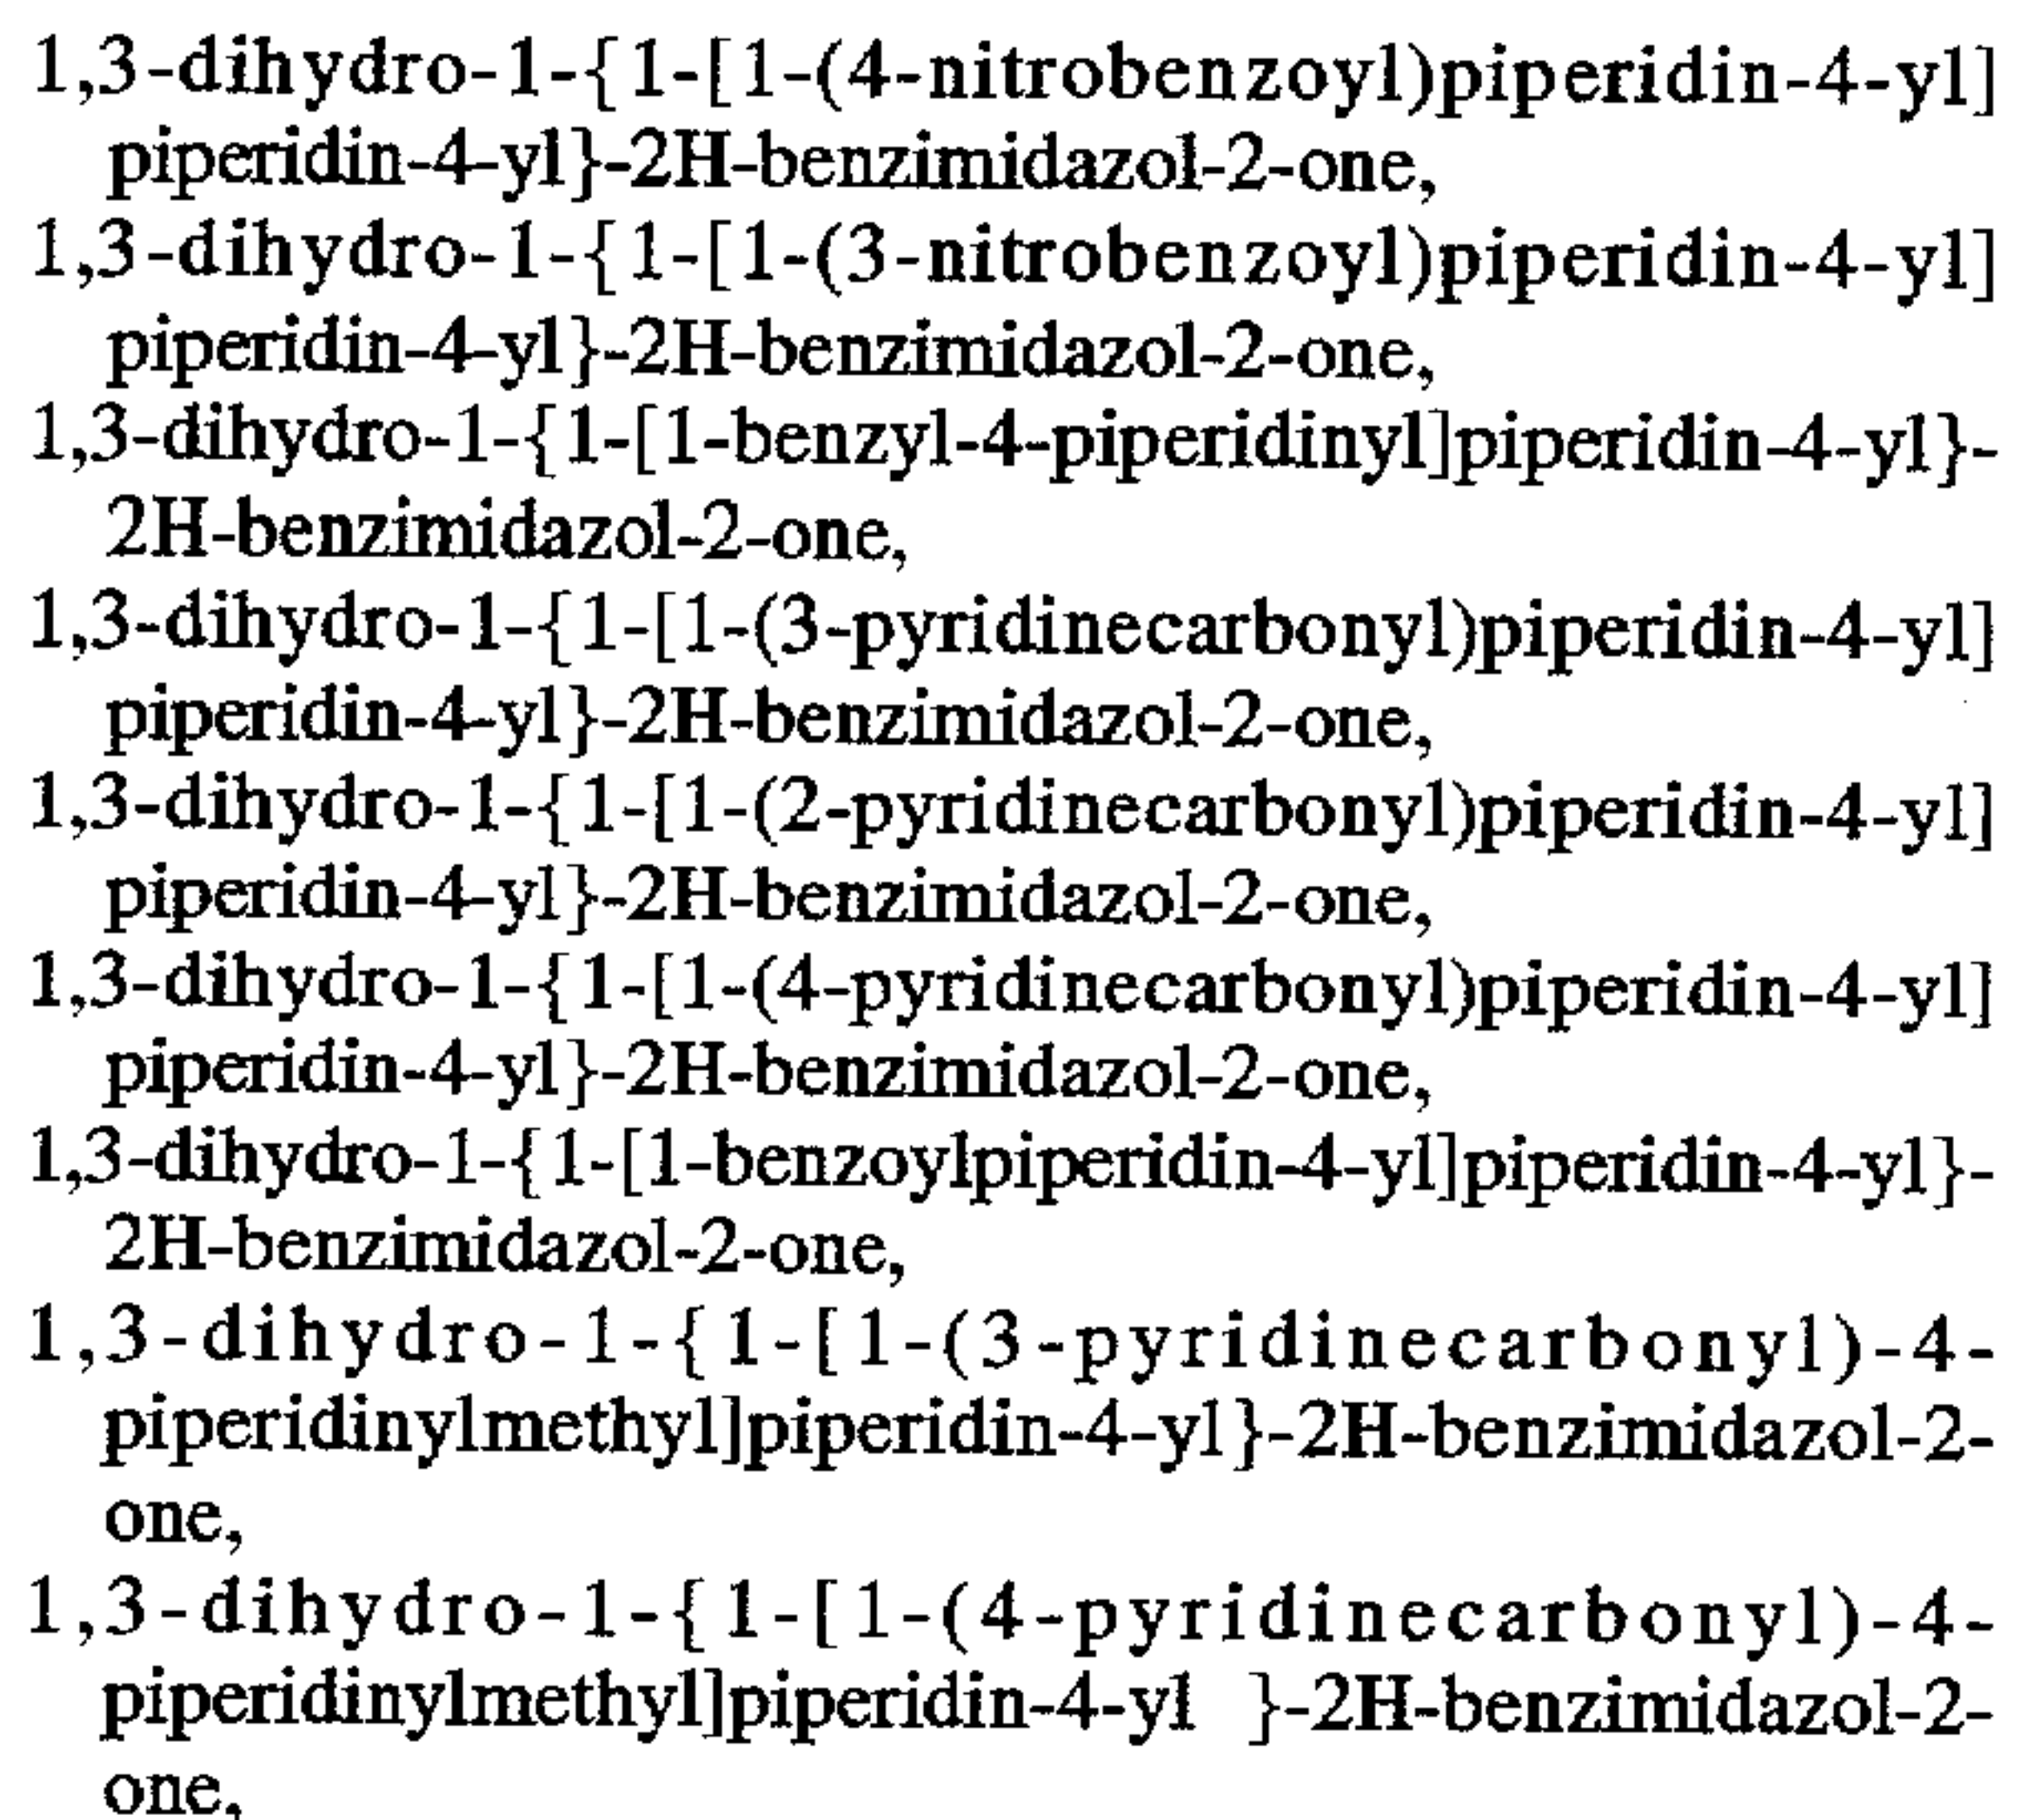 1,3-dihydro-1-{1-[1-(4-nitrobenzoyl)piperidin-4-yl]
piperidin-4-yl}-2H-benzimidazol-2-one,
1,3-dihydro-1-{1-[1-(3-nitrobenzoyl)piperidin-4-yl]
piperidin-4-yl}-2H-benzimidazol-2-one,
1,3-dihydro-1-{1-[1-benzyl-4-piperidinyl]piperidin-4-yl}-
2H-benzimidazol-2-one,
1,3-dihydro-1-{1-[1-(3-pyridinecarbonyl)piperidin-4-yl]
piperidin-4-yl}-2H-benzimidazol-2-one,
1,3-dihydro-1-{1-[1-(2-pyridinecarbonyl)piperidin-4-yl]
piperidin-4-yl}-2H-benzimidazol-2-one,
1,3-dihydro-1-{1-[1-(4-pyridinecarbonyl)piperidin-4-yl]
piperidin-4-yl}-2H-benzimidazol-2-one,
1,3-dihydro-1-{1-[1-benzoylpiperidin-4-yl]piperidin-4-yl}-
2H-benzimidazol-2-one,
1,3-dihydro-1-{1-[1-(3-pyridinecarbonyl)-4-
piperidinylmethyl]piperidin-4-yl}-2H-benzimidazol-2-
one,
1,3-dihydro-1-{1-[1-(4-pyridinecarbonyl)-4-
piperidinylmethyl]piperidin-4-yl }-2H-benzimidazol-2-
one,